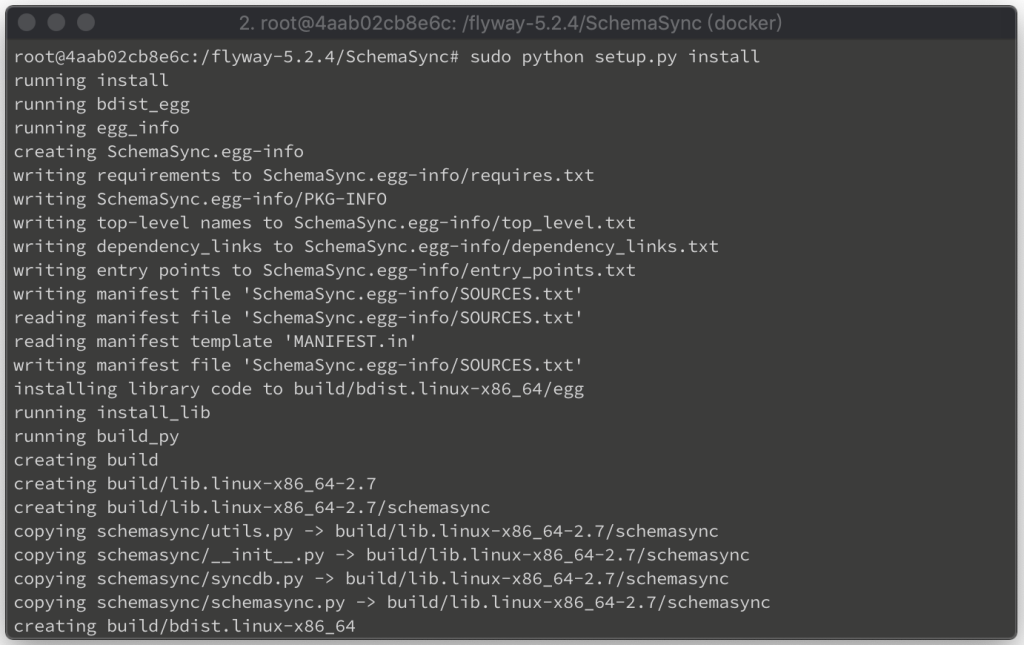 2. root@4aab02cb8e6c: /flyway-5.2.4/SchemaSync (docker)
root@4aab02cb8e6c:/flyway-5.2.4/SchemaSync# sudo python setup.py install
running install
running bdist_egg
running egg_info
creating SchemaSync.egg-info
writing requirements to SchemaSync.egg-info/requires.txt
writing SchemaSync.egg-info/PKG-INFO
writing top-level names to SchemaSync.egg-info/top_level.txt
writing dependency_links to SchemaSync.egg-info/dependency_links.txt
writing entry points to SchemaSync.egg-info/entry_points.txt
writing manifest file 'SchemaSync.egg-info/SOURCES.txt'
reading manifest file 'SchemaSync.egg-info/SOURCES.txt'
reading manifest template 'MANIFEST.in'
writing manifest file 'SchemaSync.egg-info/SOURCES.txt'
installing library code to build/bdist.linux-x86_64/egg
running install_lib
running build_py
creating build
creating build/lib.linux-x86_64-2.7
creating build/lib.linux-x86_64-2.7/schemasync
copying schemasync/utils.py -> build/lib.linux-x86_64-2.7/schemasync
copying schemasync/__init__.py -> build/lib.linux-x86_64-2.7/schemasync
copying schemasync/syncdb.py -> build/lib.linux-x86_64-2.7/schemasync
copying schemasync/schemasync.py -> build/lib.linux-x86_64-2.7/schemasync
creating build/bdist.linux-x86_64